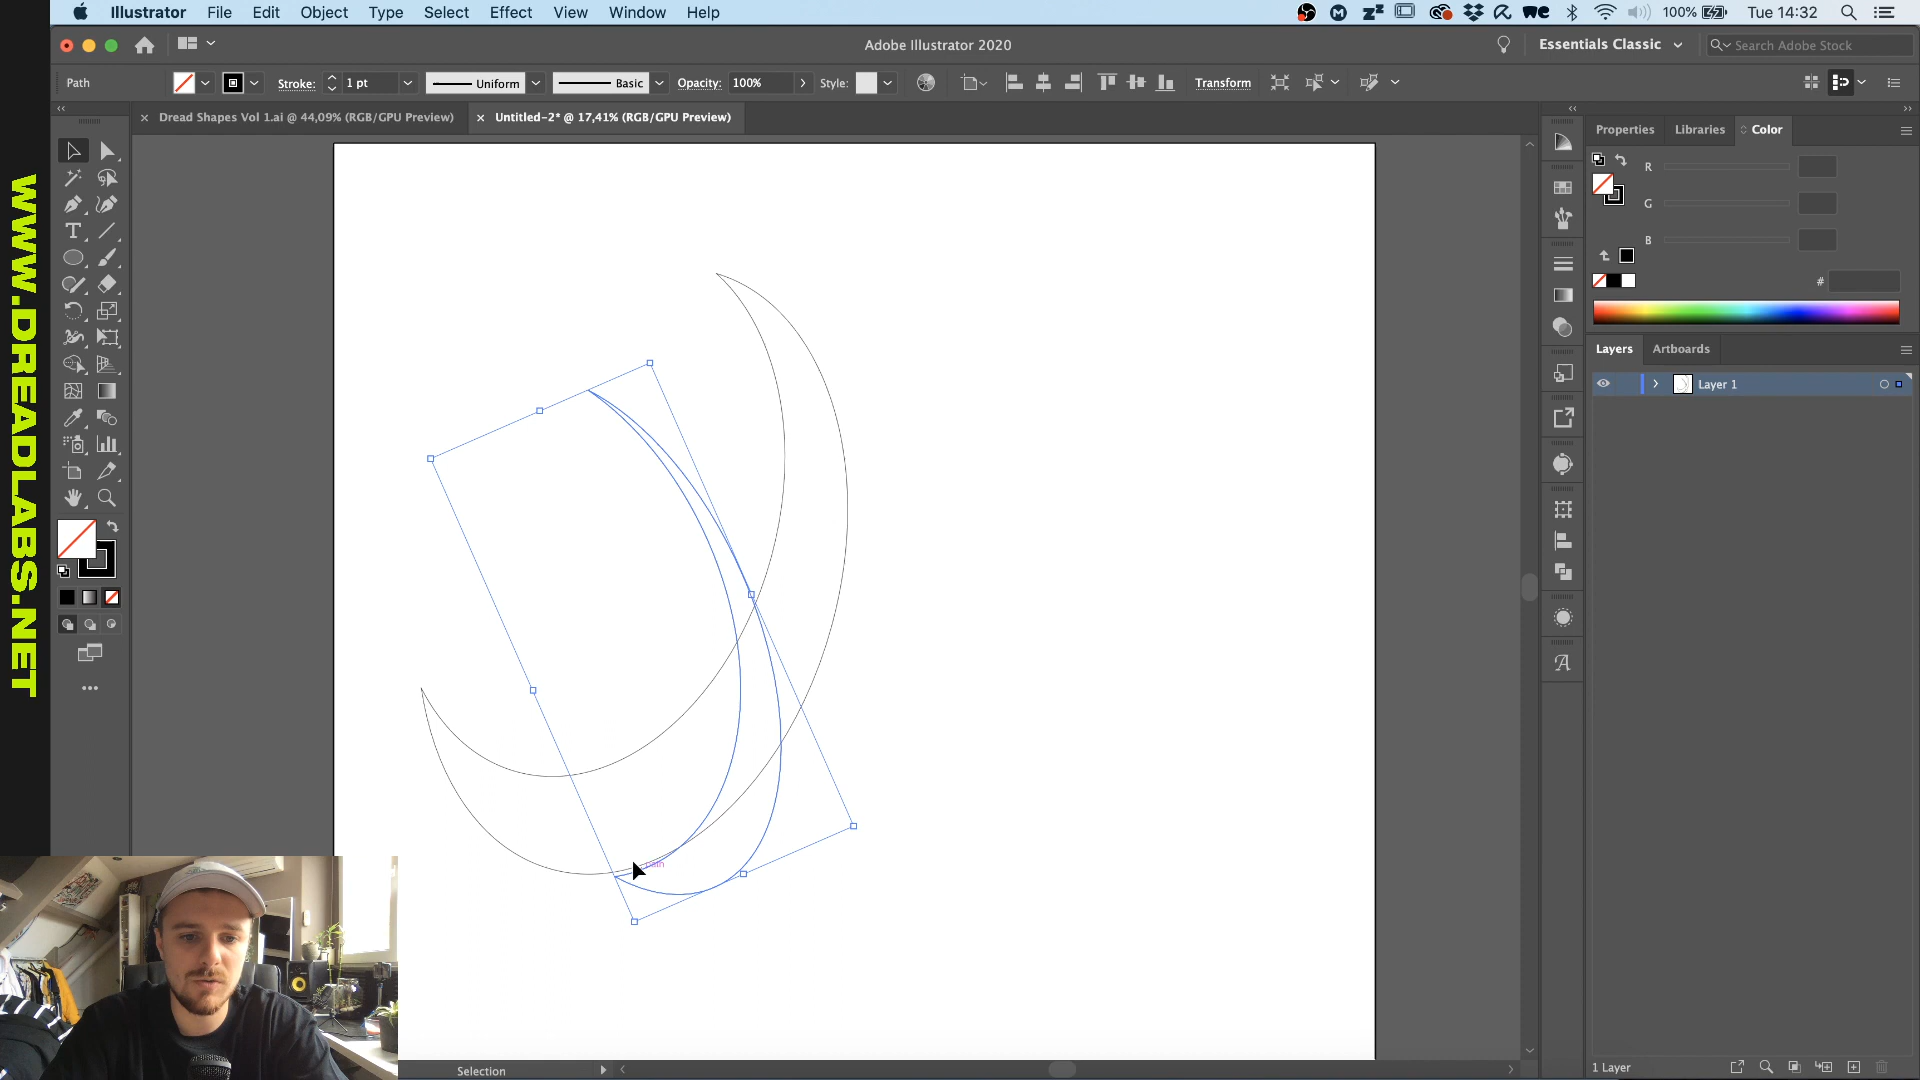 Illustrator File Edit Object Type Select Effect View Window Help
100% Tue 14:32
Adobe Illustrator 2020
Essentials Classic
Search Adobe Stock
Path
Stroke: 1 pt
Uniform
Basic
Opacity: 100%
Style:
Transform
Dread Shapes Vol 1.ai @ 44,09% (RGB/GPU Preview)
Untitled-2* @ 17,41% (RGB/GPU Preview)
Properties Libraries Color
R
G
B
#
Layers Artboards
Layer 1
path
WWW.DREADLABS.NET
Selection
1 Layer